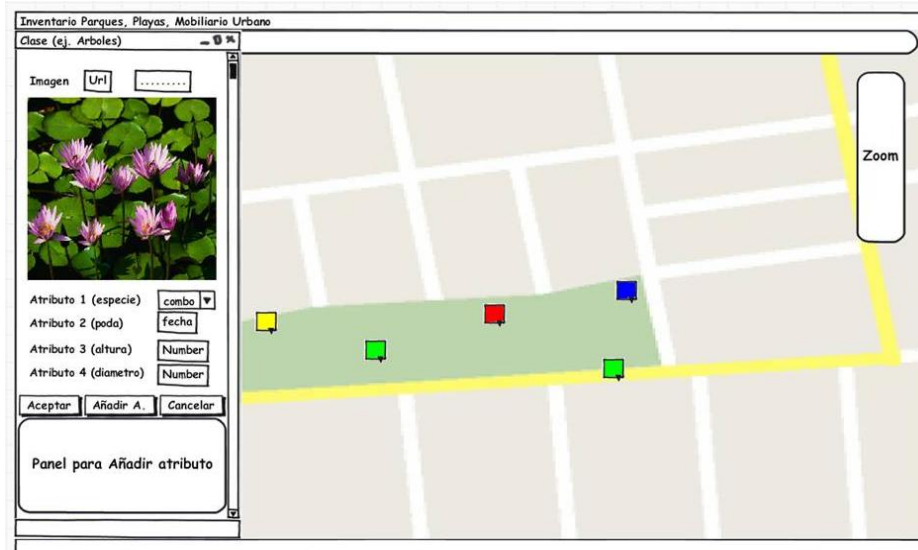 Inventario Parques, Playas, Mobiliario Urbano
Clase (ej. Arboles)
Imagen Url .........
Zoom
Atributo 1 (especie) combo
Atributo 2 (poda) fecha
Atributo 3 (altura) Number
Atributo 4 (diametro) Number
Aceptar Añadir A. Cancelar
Panel para Añadir atributo